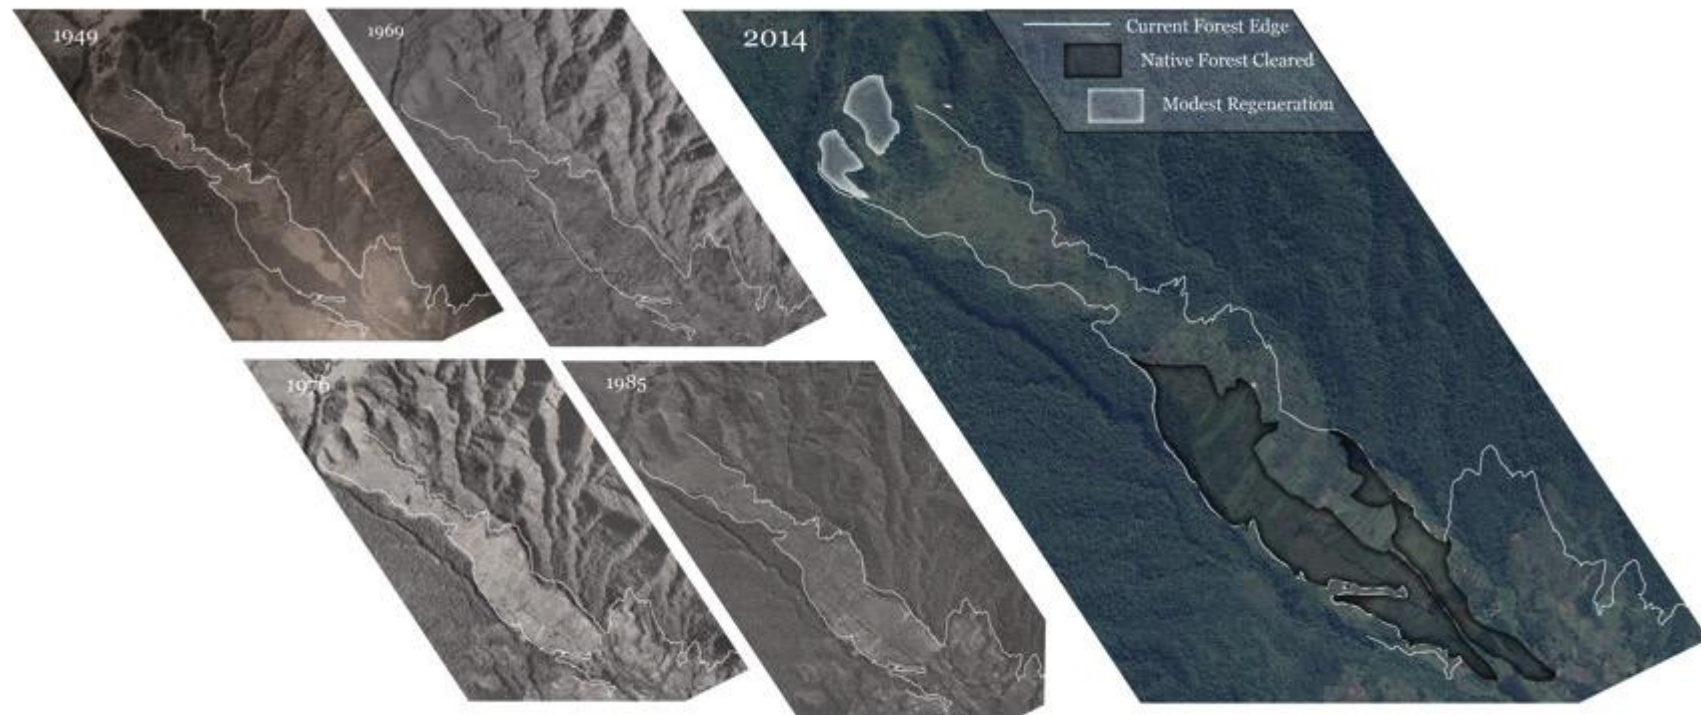 1949
1969
2014
Current Forest Edge
Native Forest Cleared
Modest Regeneration
1976
1985